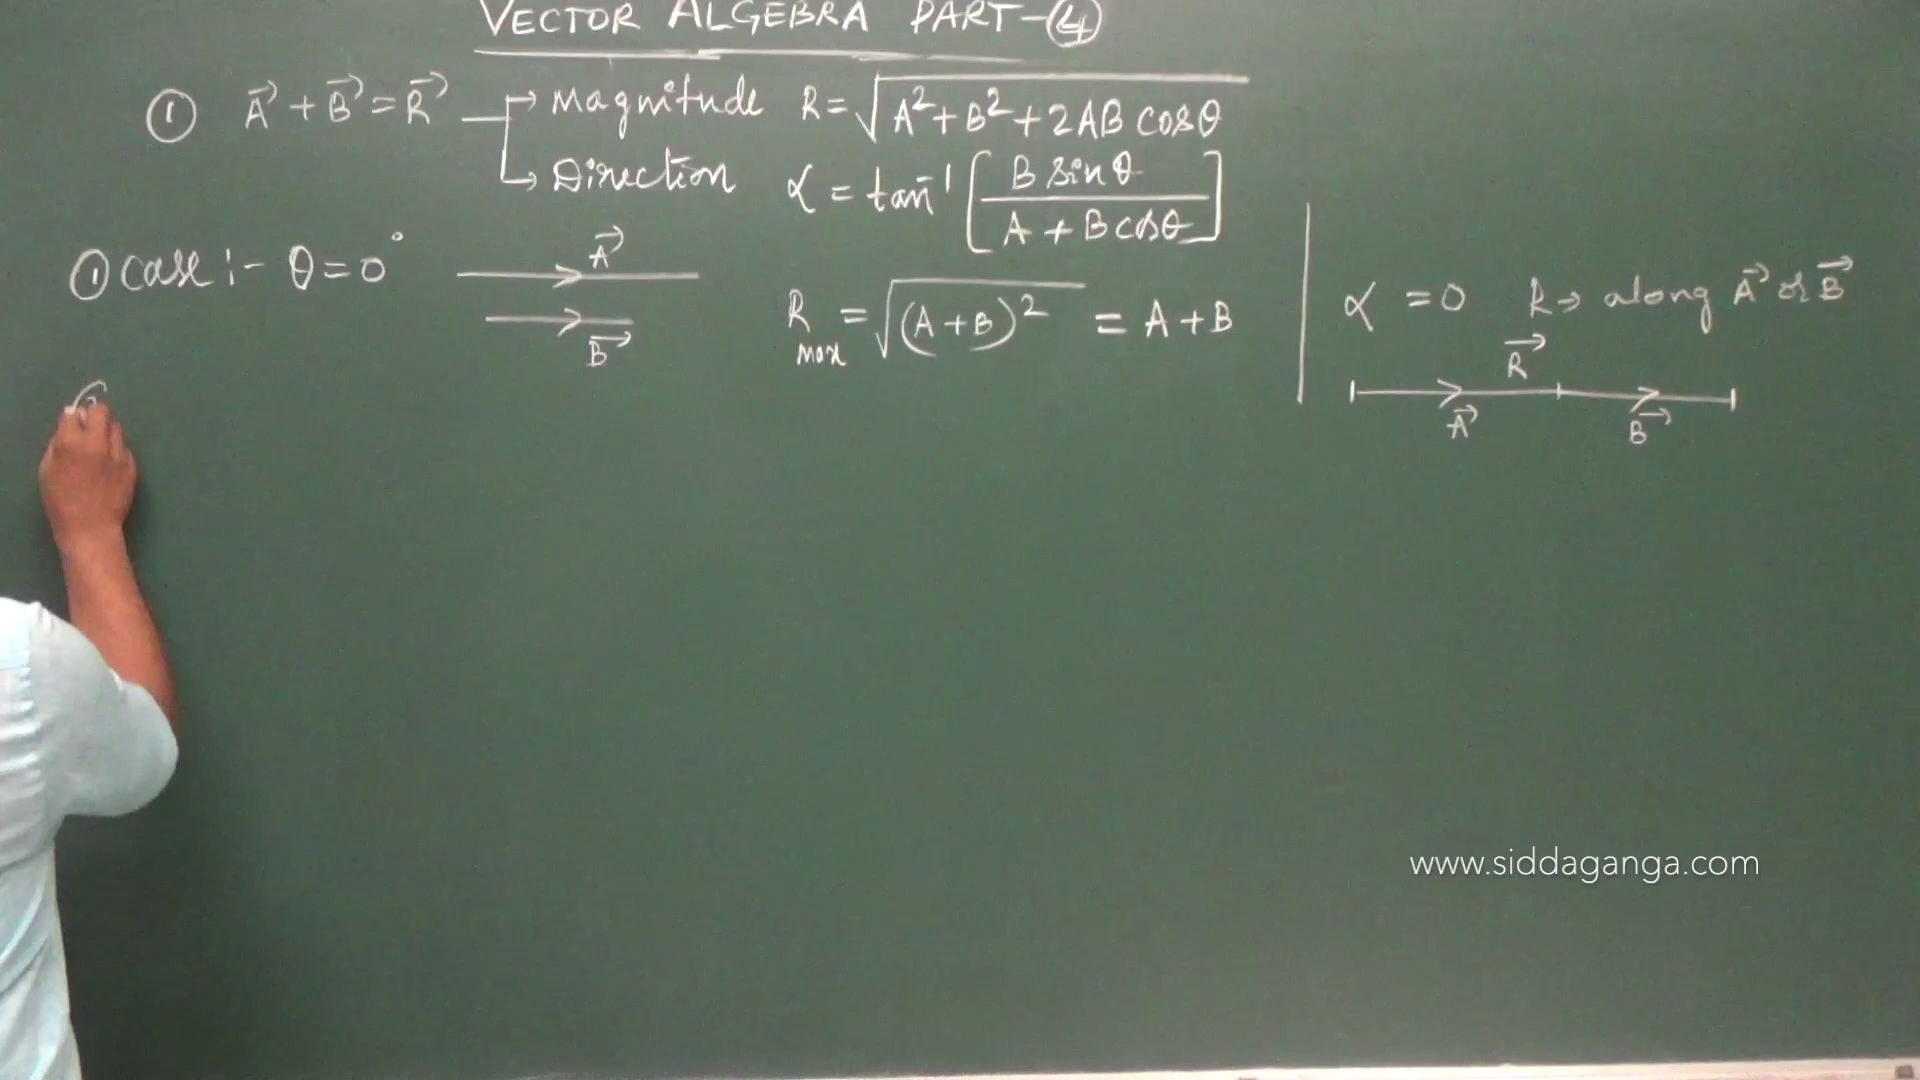 VECTOR ALGEBRA PART-④
① A⃗ + B⃗ = R⃗ → Magnitude R = √(A² + B² + 2AB cosθ)
→ Direction α = tan⁻¹ [B sinθ / (A + B cosθ)]
① Case :- θ = 0° A⃗ B⃗
R max = √(A + B)² = A + B
α = 0 R → along A⃗ or B⃗
R⃗
A⃗ B⃗
www.siddaganga.com